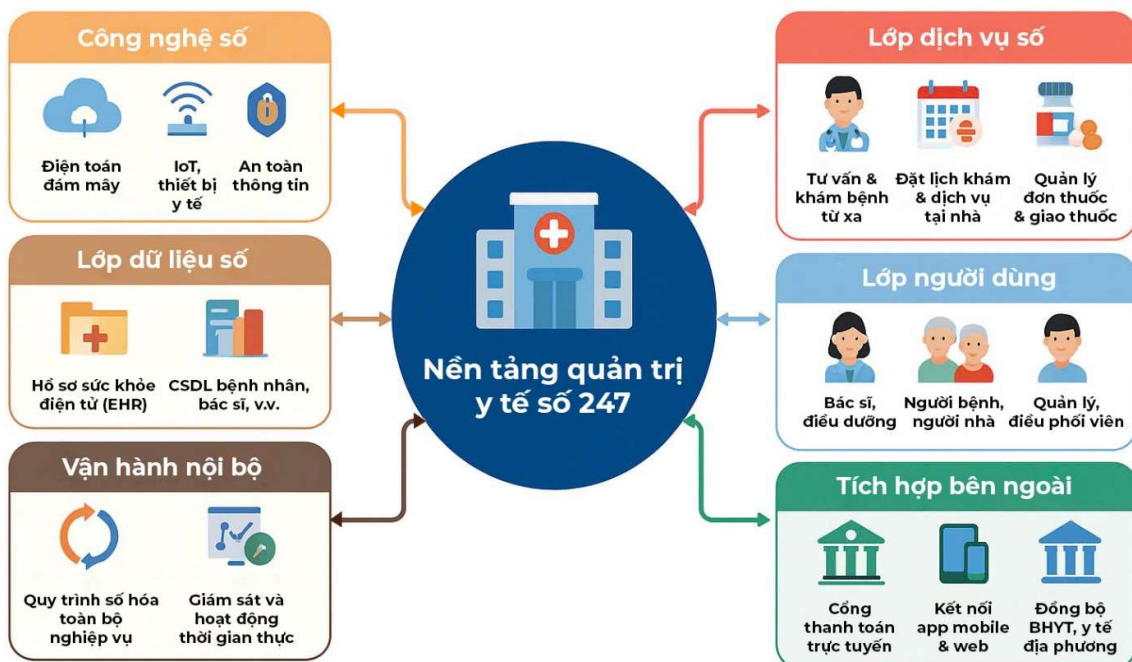 Công nghệ số
Điện toán
đám mây
IoT,
thiết bị
y tế
An toàn
thông tin
Lớp dữ liệu số
Hồ sơ sức khỏe
điện tử (EHR)
CSDL bệnh nhân,
bác sĩ, v.v.
Vận hành nội bộ
Quy trình số hóa
toàn bộ
nghiệp vụ
Giám sát và
hoạt động
thời gian thực
Nền tảng quản trị
y tế số 247
Lớp dịch vụ số
Tư vấn &
khám bệnh
từ xa
Đặt lịch khám
& dịch vụ
tại nhà
Quản lý
đơn thuốc
& giao thuốc
Lớp người dùng
Bác sĩ,
điều dưỡng
Người bệnh,
người nhà
Quản lý,
điều phối viên
Tích hợp bên ngoài
Cổng
thanh toán
trực tuyến
Kết nối
app mobile
& web
Đồng bộ
BHYT, y tế
địa phương